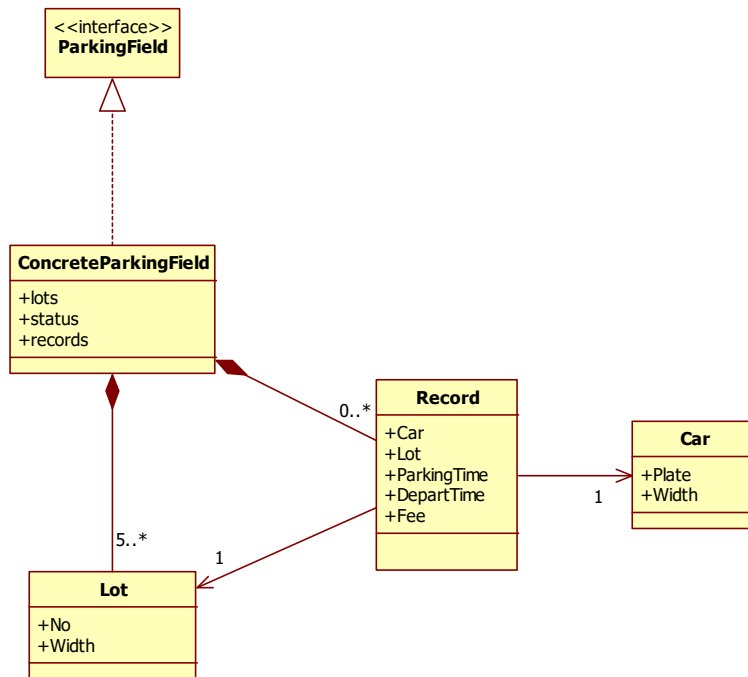 <<interface>>
ParkingField
ConcreteParkingField
+lots
+status
+records
0..*
Record
+Car
+Lot
+ParkingTime
+DepartTime
+Fee
Car
+Plate
+Width
1
5..*
1
Lot
+No
+Width